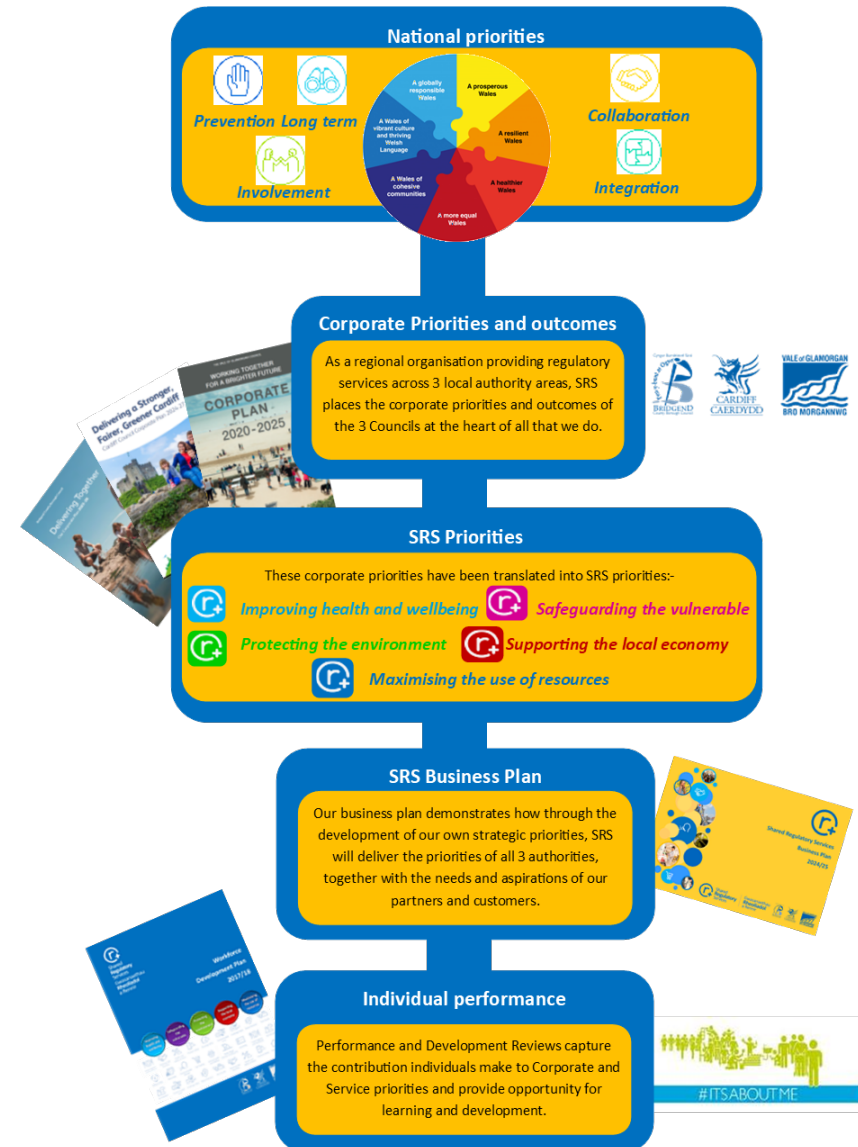 National priorities
Prevention Long term
Involvement
Collaboration
Integration
A globally
responsible
Wales
A prosperous
Wales
A Wales of
vibrant culture
and thriving
Welsh
Language
A resilient
Wales
A Wales of
cohesive
communities
A healthier
Wales
A more equal
Wales
Corporate Priorities and outcomes
As a regional organisation providing regulatory
services across 3 local authority areas, SRS
places the corporate priorities and outcomes of
the 3 Councils at the heart of all that we do.
BRIDGEND
CARDIFF
CAERDYDD
VALE of GLAMORGAN
BRO MORGANNWG
WORKING TOGETHER
FOR A BRIGHTER FUTURE
CORPORATE
PLAN
2020-2025
Delivering a Stronger,
Fairer, Greener Cardiff
Delivering Together
SRS Priorities
These corporate priorities have been translated into SRS priorities:-
r+ Improving health and wellbeing r+ Safeguarding the vulnerable
r+ Protecting the environment r+ Supporting the local economy
r+ Maximising the use of resources
SRS Business Plan
Our business plan demonstrates how through the
development of our own strategic priorities, SRS
will deliver the priorities of all 3 authorities,
together with the needs and aspirations of our
partners and customers.
r+
Shared Regulatory Services
Business Plan
2024/25
r+
Shared
Regulatory
Services
Workforce
Development Plan
2017/18
Individual performance
Performance and Development Reviews capture
the contribution individuals make to Corporate and
Service priorities and provide opportunity for
learning and development.
#ITSABOUTME